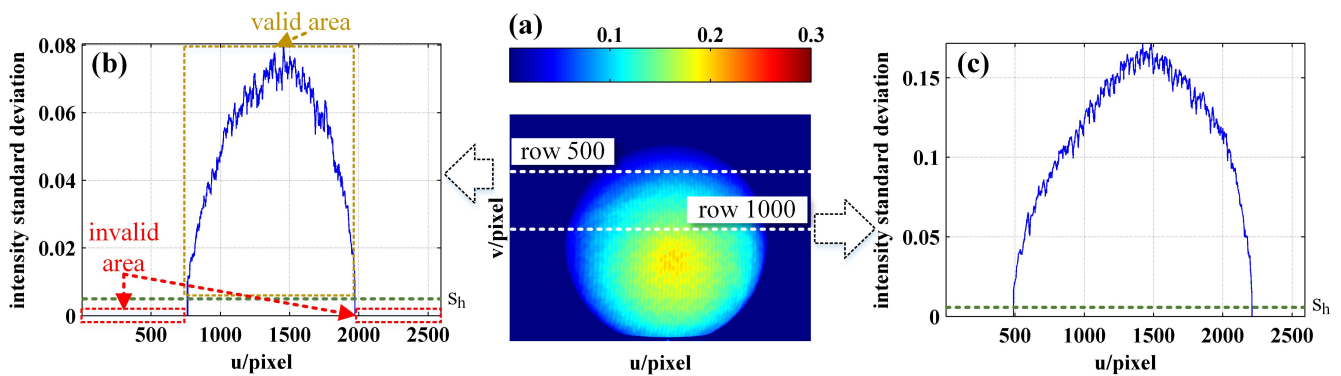 valid area
(b)
0.08
0.06
0.04
0.02
0
intensity standard deviation
invalid
area
sh
500
1000
1500
2000
2500
u/pixel
(a)
0.1
0.2
0.3
row 500
row 1000
v/pixel
u/pixel
(c)
0.15
0.1
0.05
0
intensity standard deviation
sh
500
1000
1500
2000
2500
u/pixel